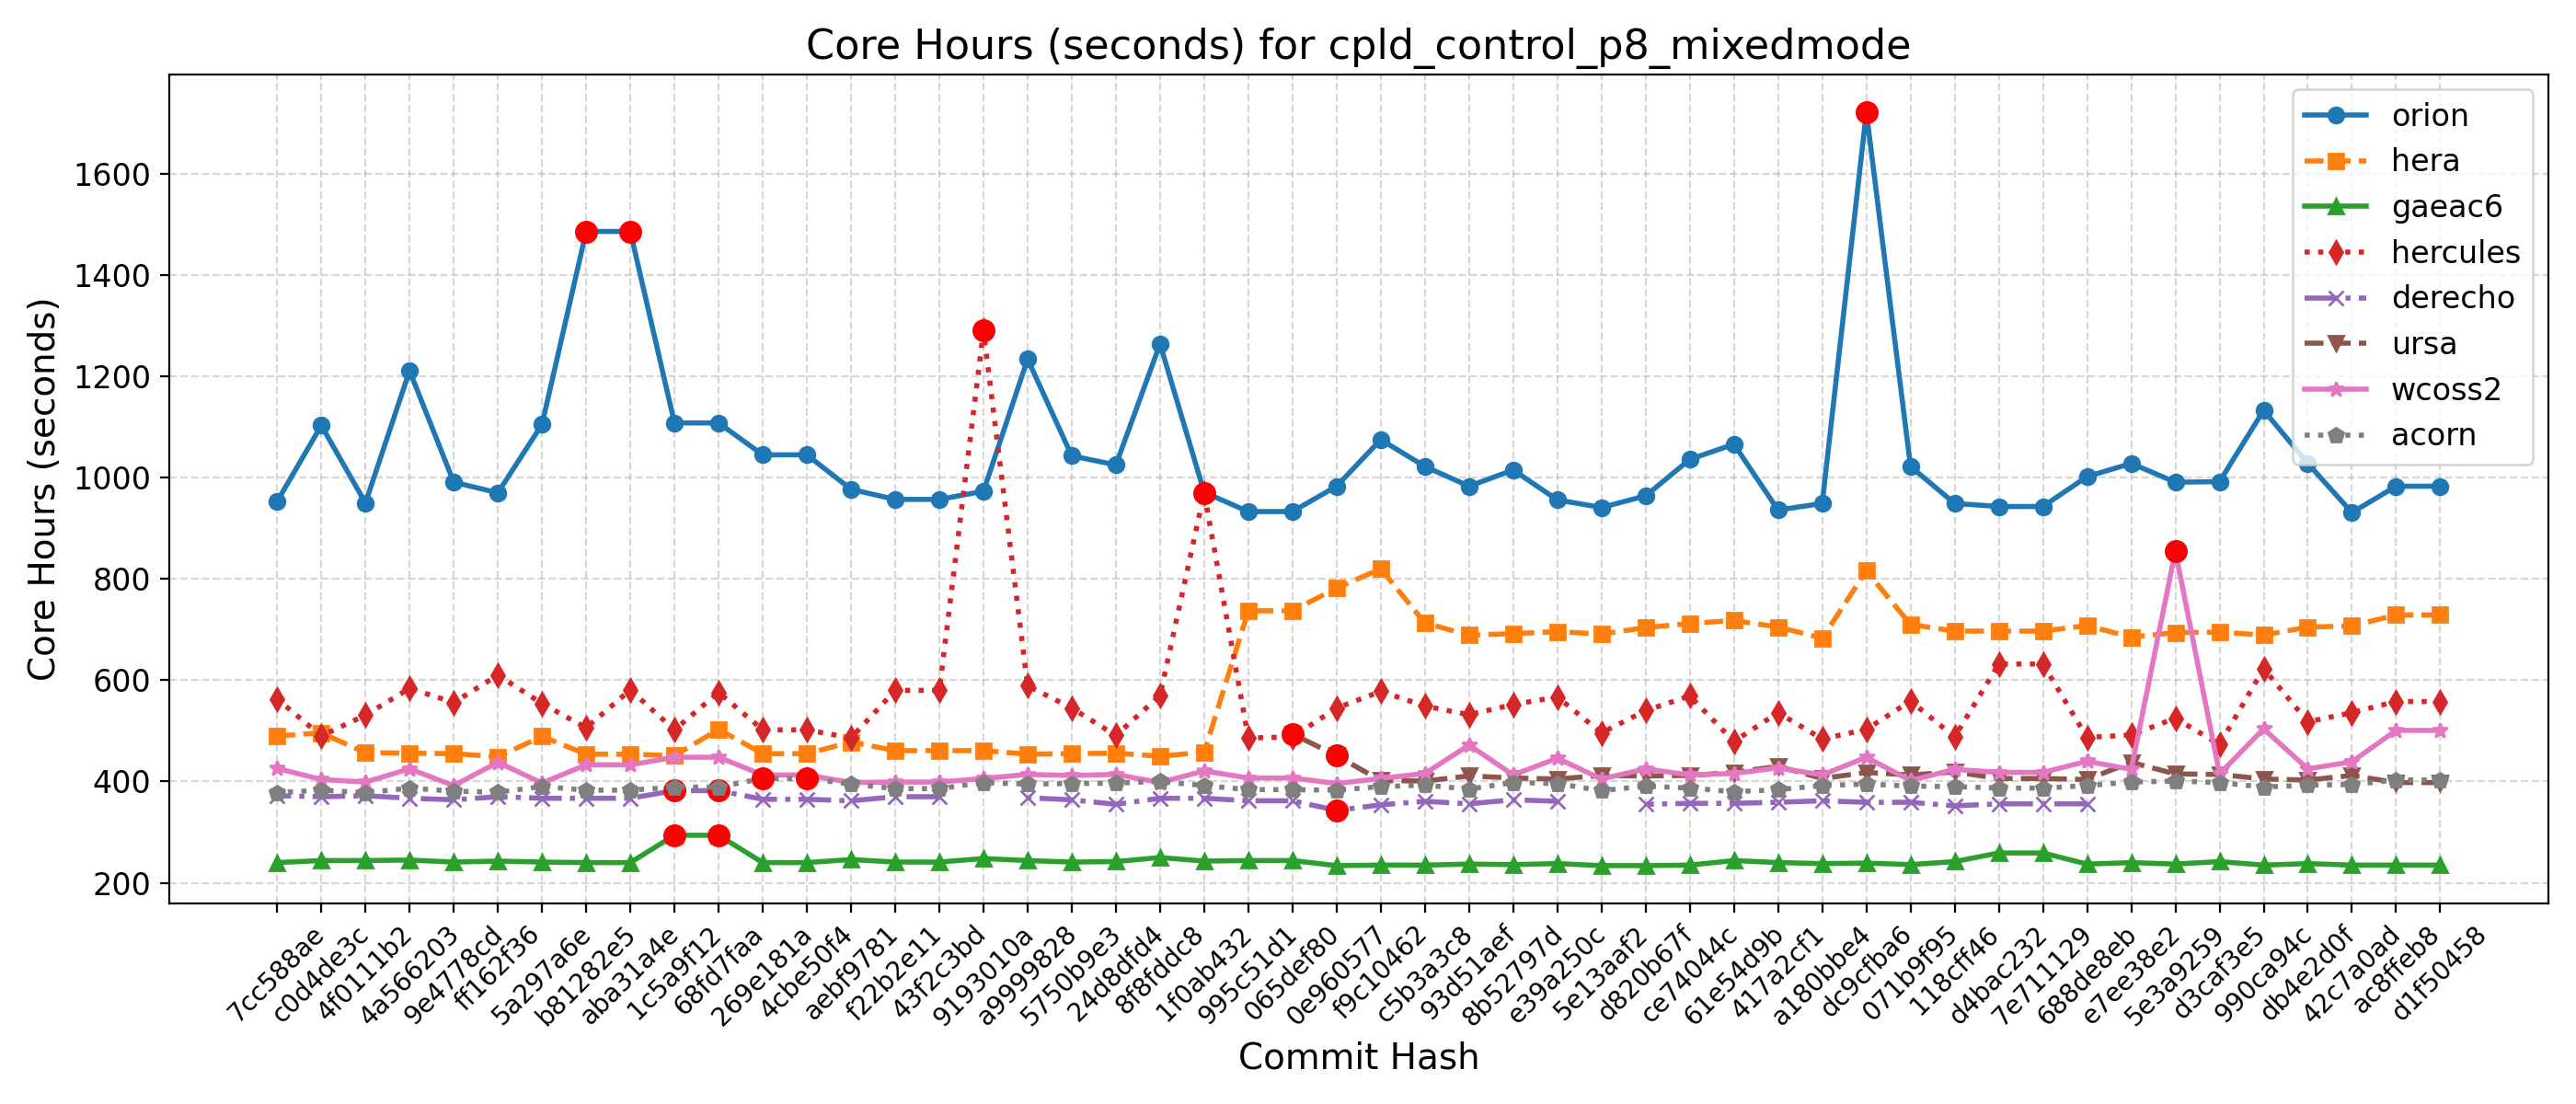 Core Hours (seconds) for cpld_control_p8_mixedmode
Core Hours (seconds)
1600
1400
1200
1000
800
600
400
200
orion
hera
gaeac6
hercules
derecho
ursa
wcoss2
acorn
7cc588ae
c0d4de3c
4f0111b2
4a566203
9e4778cd
ff162f36
5a297a6e
b81282e5
aba31a4e
1c5a9f12
68fd7faa
269e181a
4cbe50f4
aebf9781
f22b2e11
43f2c3bd
9193010a
a9999828
5750b9e3
24d8dfd4
8f8fddc8
1f0ab432
995c51d1
065def80
0e960577
f9c10462
c5b3a3c8
93d51aef
8b52797d
e39a250c
5e13aaf2
d820b67f
ce74044c
61e54d9b
417a2cf1
a180bbe4
dc9cfba6
071b9f95
118cff46
d4bac232
7e711129
688de8eb
e7ee38e2
5e3a9259
d3caf3e5
990ca94c
db4e2d0f
42c7a0ad
ac8ffeb8
d1f50458
Commit Hash